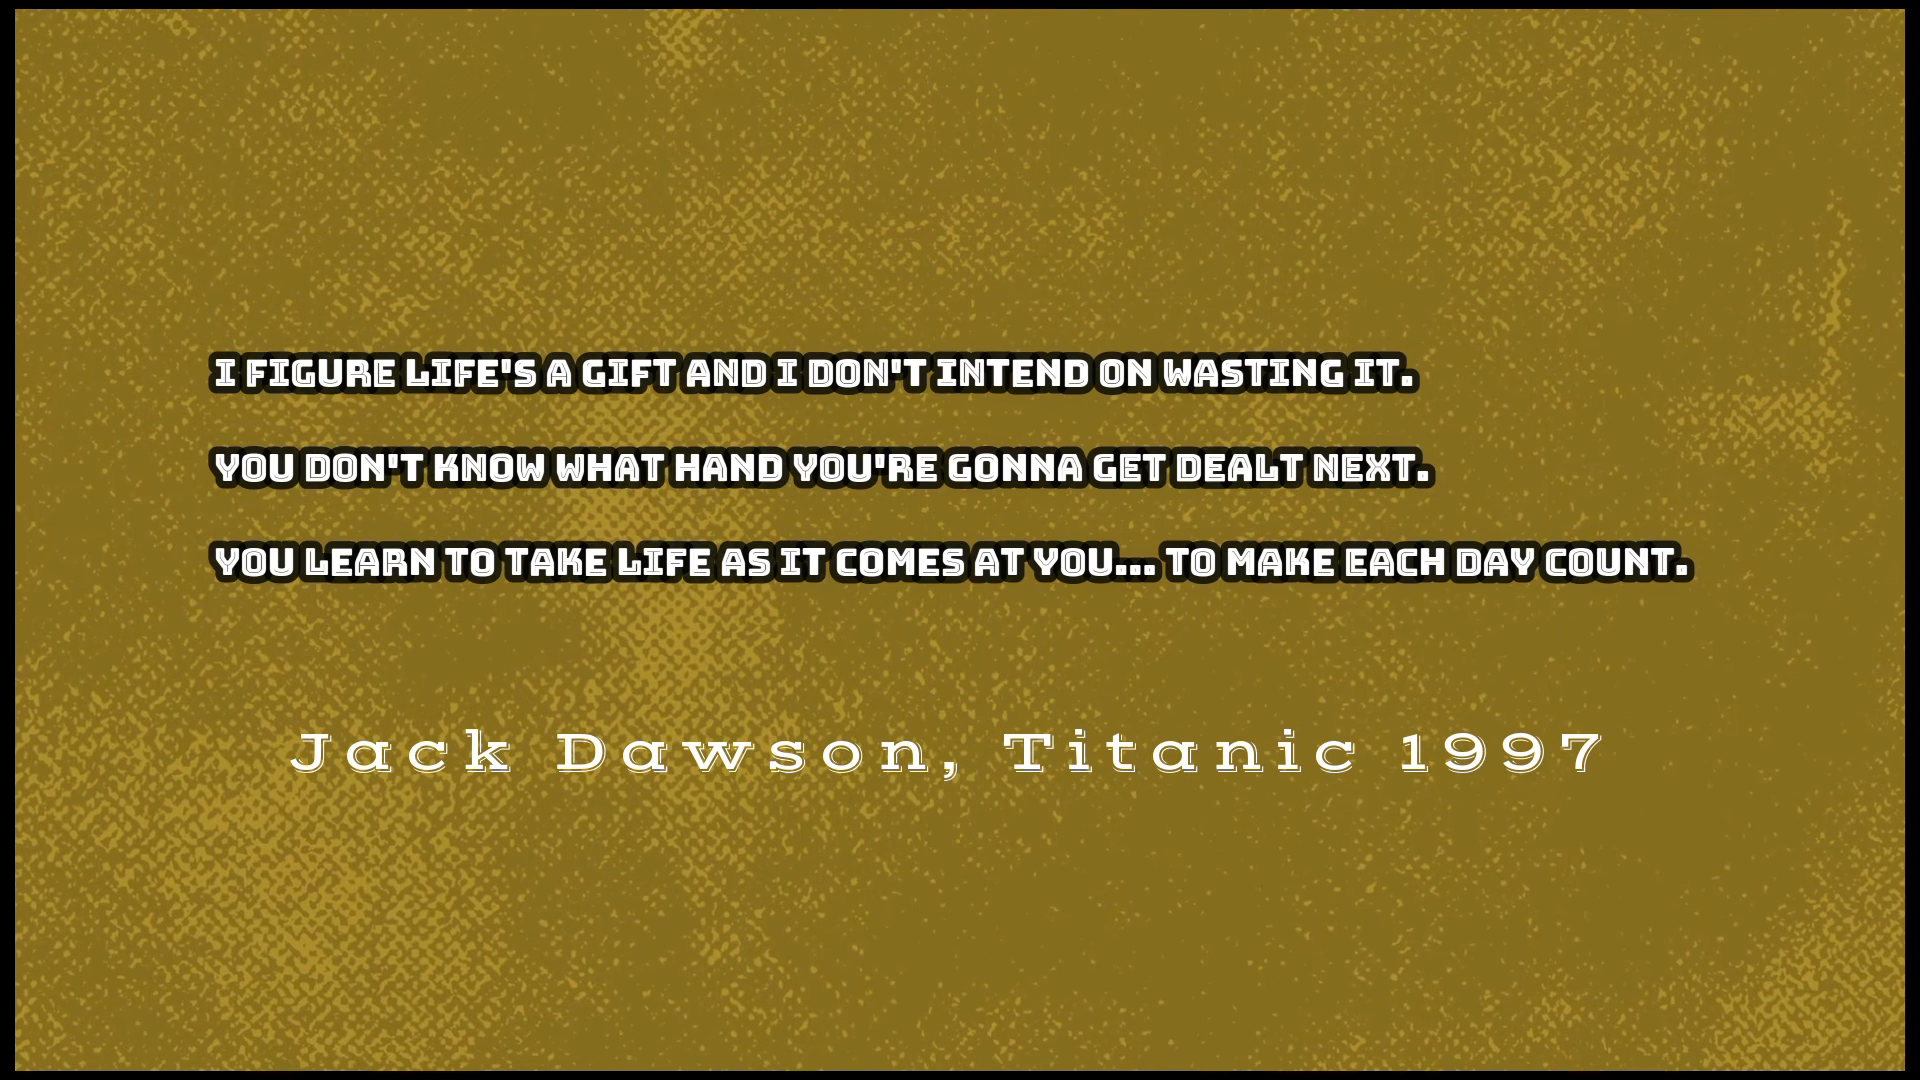 I FIGURE LIFE'S A GIFT AND I DON'T INTEND ON WASTING IT.
YOU DON'T KNOW WHAT HAND YOU'RE GONNA GET DEALT NEXT.
YOU LEARN TO TAKE LIFE AS IT COMES AT YOU... TO MAKE EACH DAY COUNT.
Jack Dawson, Titanic 1997